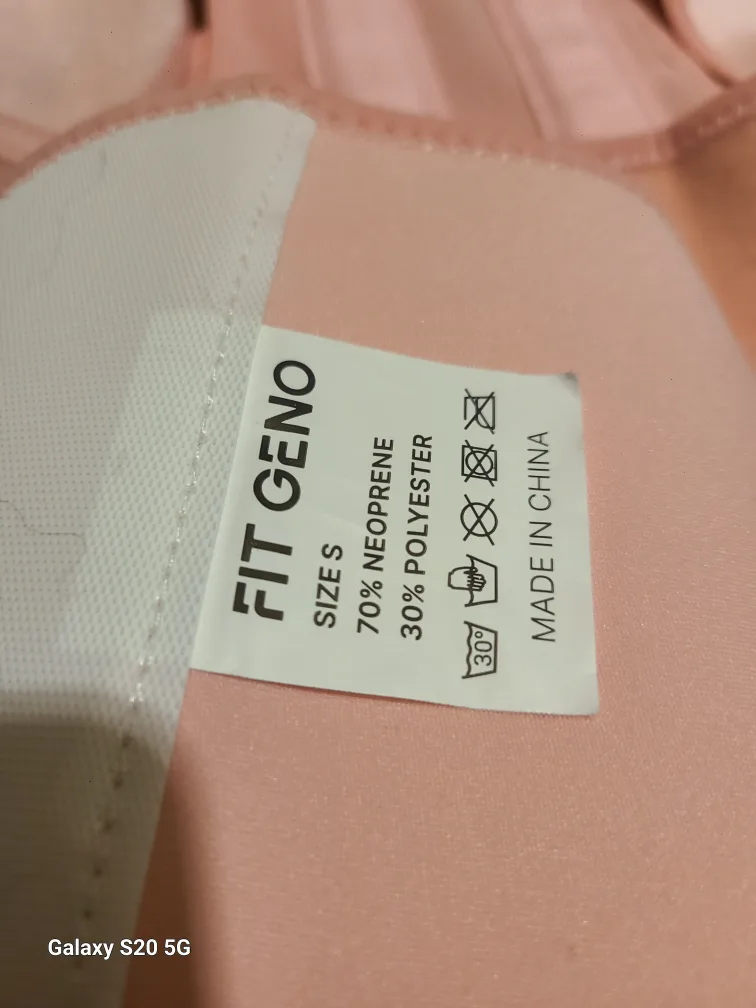 FIT GENO
SIZE S
70% NEOPRENE
30% POLYESTER
30°
MADE IN CHINA
Galaxy S20 5G